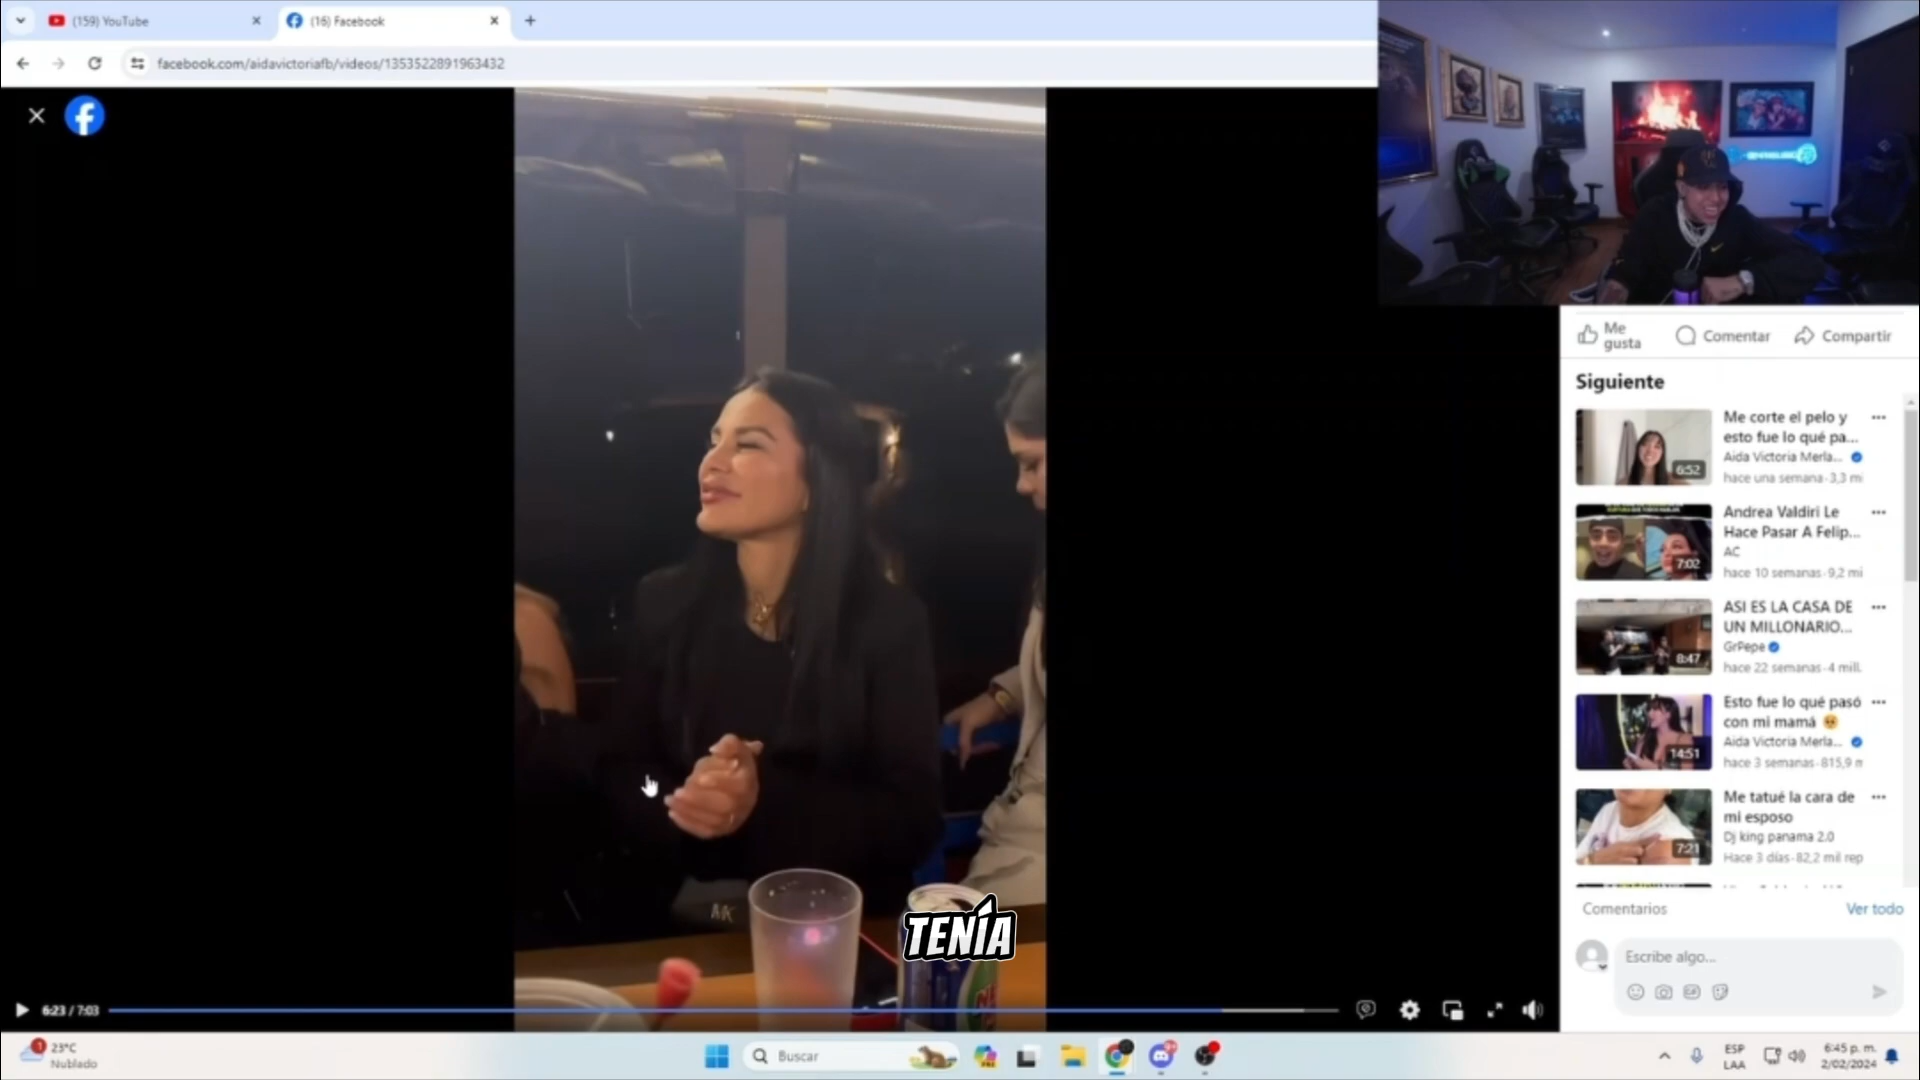 (159) YouTube
(16) Facebook
facebook.com/aidavictoriafb/videos/1353522891963432
Me gusta
Comentar
Compartir
Siguiente
Me corte el pelo y
esto fue lo qué pa...
Aida Victoria Merla...
hace una semana · 3,3 mi
6:52
Andrea Valdiri Le
Hace Pasar A Felip...
AC
hace 10 semanas · 9,2 mi
7:02
ASI ES LA CASA DE
UN MILLONARIO...
GrPepe
hace 22 semanas · 4 mill.
8:47
Esto fue lo qué pasó
con mi mamá
Aida Victoria Merla...
hace 3 semanas · 815,9 m
14:51
Me tatué la cara de
mi esposo
Dj king panama 2.0
Hace 3 días · 82,2 mil rep
7:21
TENÍA
Comentarios
Ver todo
Escribe algo...
6:23 / 7:03
23°C
Nublado
Buscar
ESP
LAA
6:45 p. m.
2/02/2024